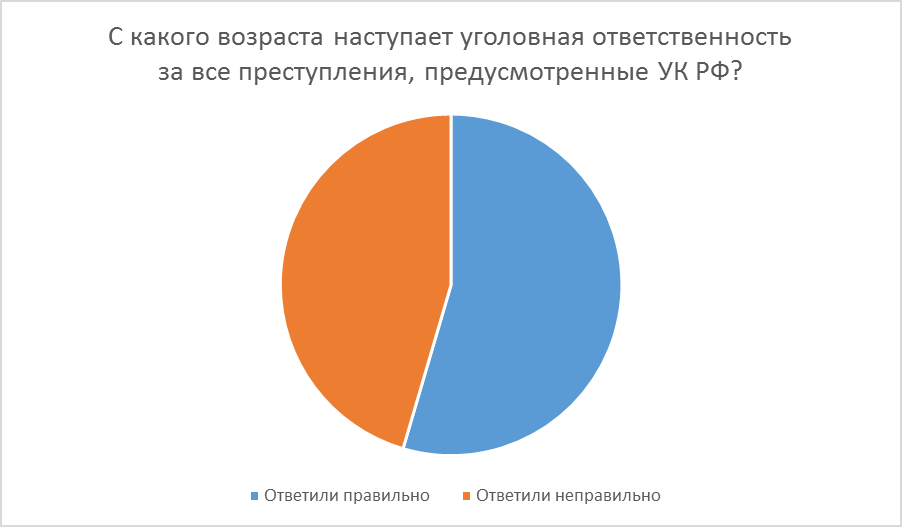 С какого возраста наступает уголовная ответственность
за все преступления, предусмотренные УК РФ?
Ответили правильно
Ответили неправильно